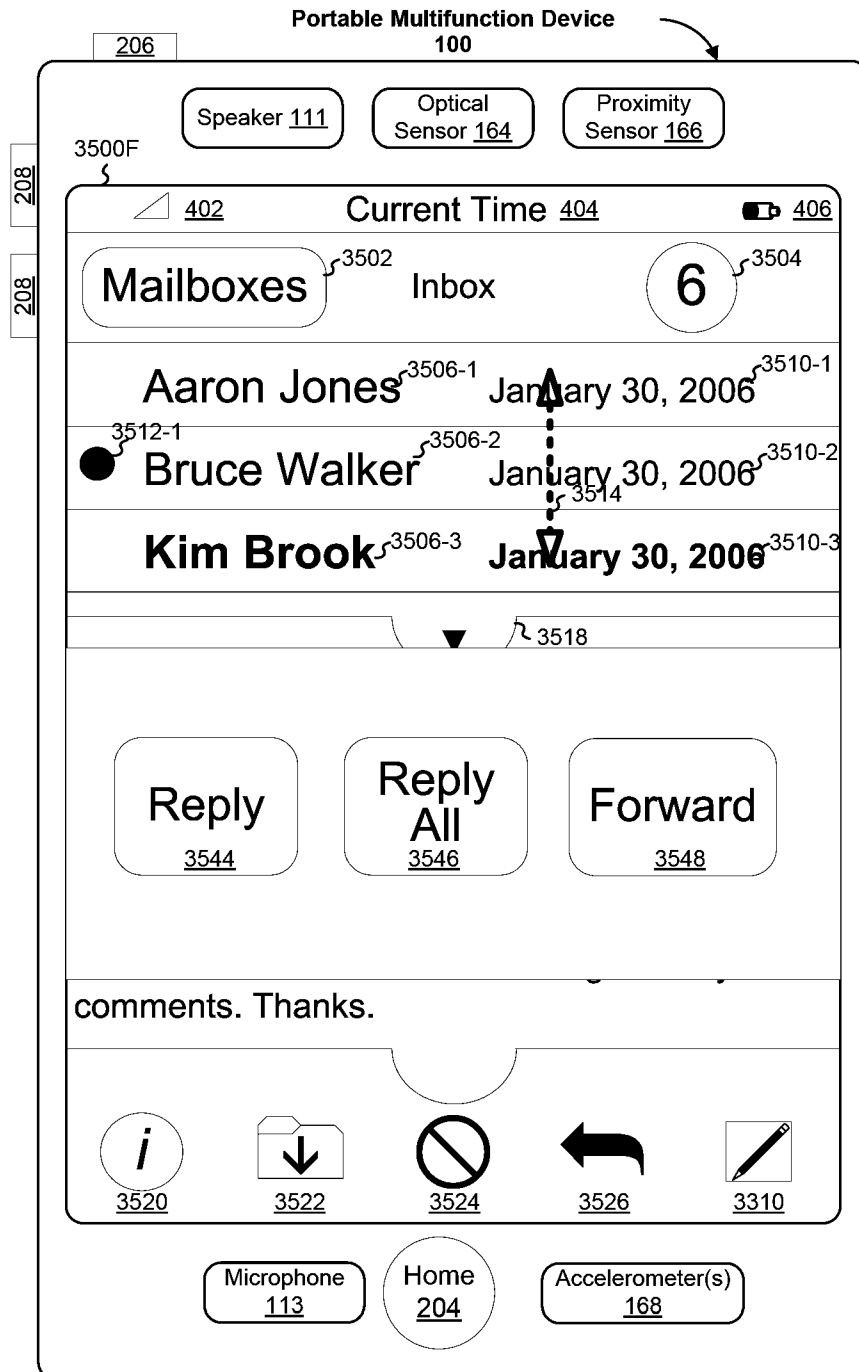 Portable Multifunction Device
100
206
Speaker 111
Optical
Sensor 164
Proximity
Sensor 166
3500F
208
402
Current Time 404
406
208
Mailboxes
3502
Inbox
6
3504
Aaron Jones
3506-1
January 30, 2006
3510-1
3512-1
Bruce Walker
3506-2
January 30, 2006
3510-2
3514
Kim Brook
3506-3
January 30, 2006
3510-3
3518
Reply
3544
Reply
All
3546
Forward
3548
comments. Thanks.
i
3520
3522
3524
3526
3310
Microphone
113
Home
204
Accelerometer(s)
168